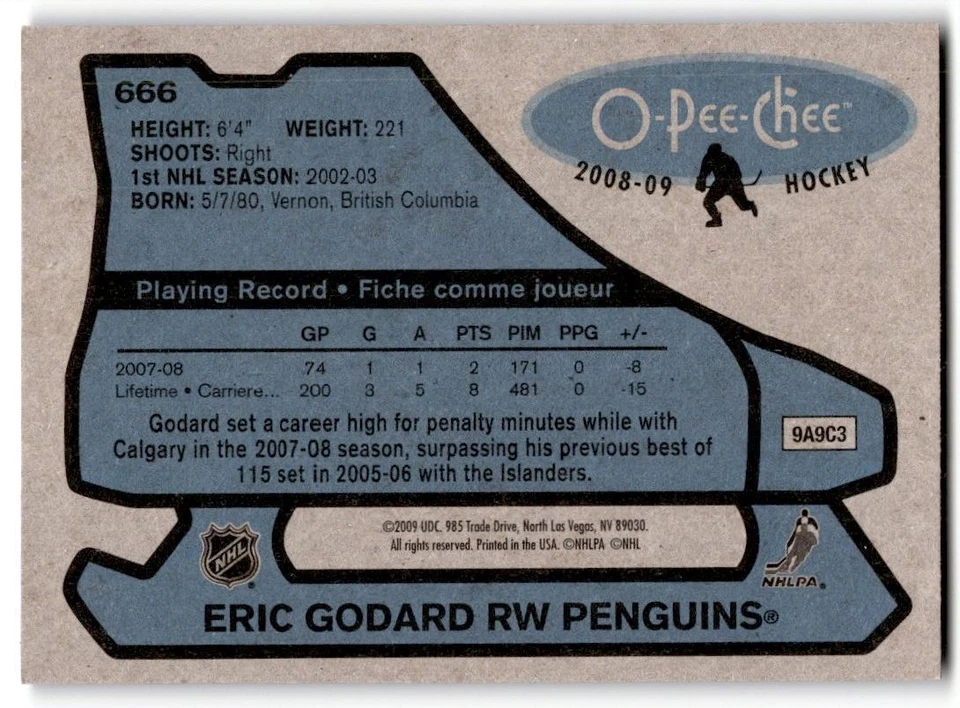 666
HEIGHT: 6'4" WEIGHT: 221
SHOOTS: Right
1st NHL SEASON: 2002-03
BORN: 5/7/80, Vernon, British Columbia
O-Pee-Chee™
2008-09 HOCKEY
Playing Record • Fiche comme joueur
GP G A PTS PIM PPG +/-
2007-08 74 1 1 2 171 0 -8
Lifetime • Carriere... 200 3 5 8 481 0 -15
Godard set a career high for penalty minutes while with
Calgary in the 2007-08 season, surpassing his previous best of
115 set in 2005-06 with the Islanders.
9A9C3
©2009 UDC. 985 Trade Drive, North Las Vegas, NV 89030.
All rights reserved. Printed in the USA. ©NHLPA ©NHL
NHL®
NHLPA®
ERIC GODARD RW PENGUINS®